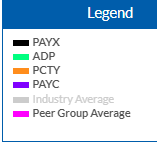 Legend
PAYX
ADP
PCTY
PAYC
Industry Average
Peer Group Average